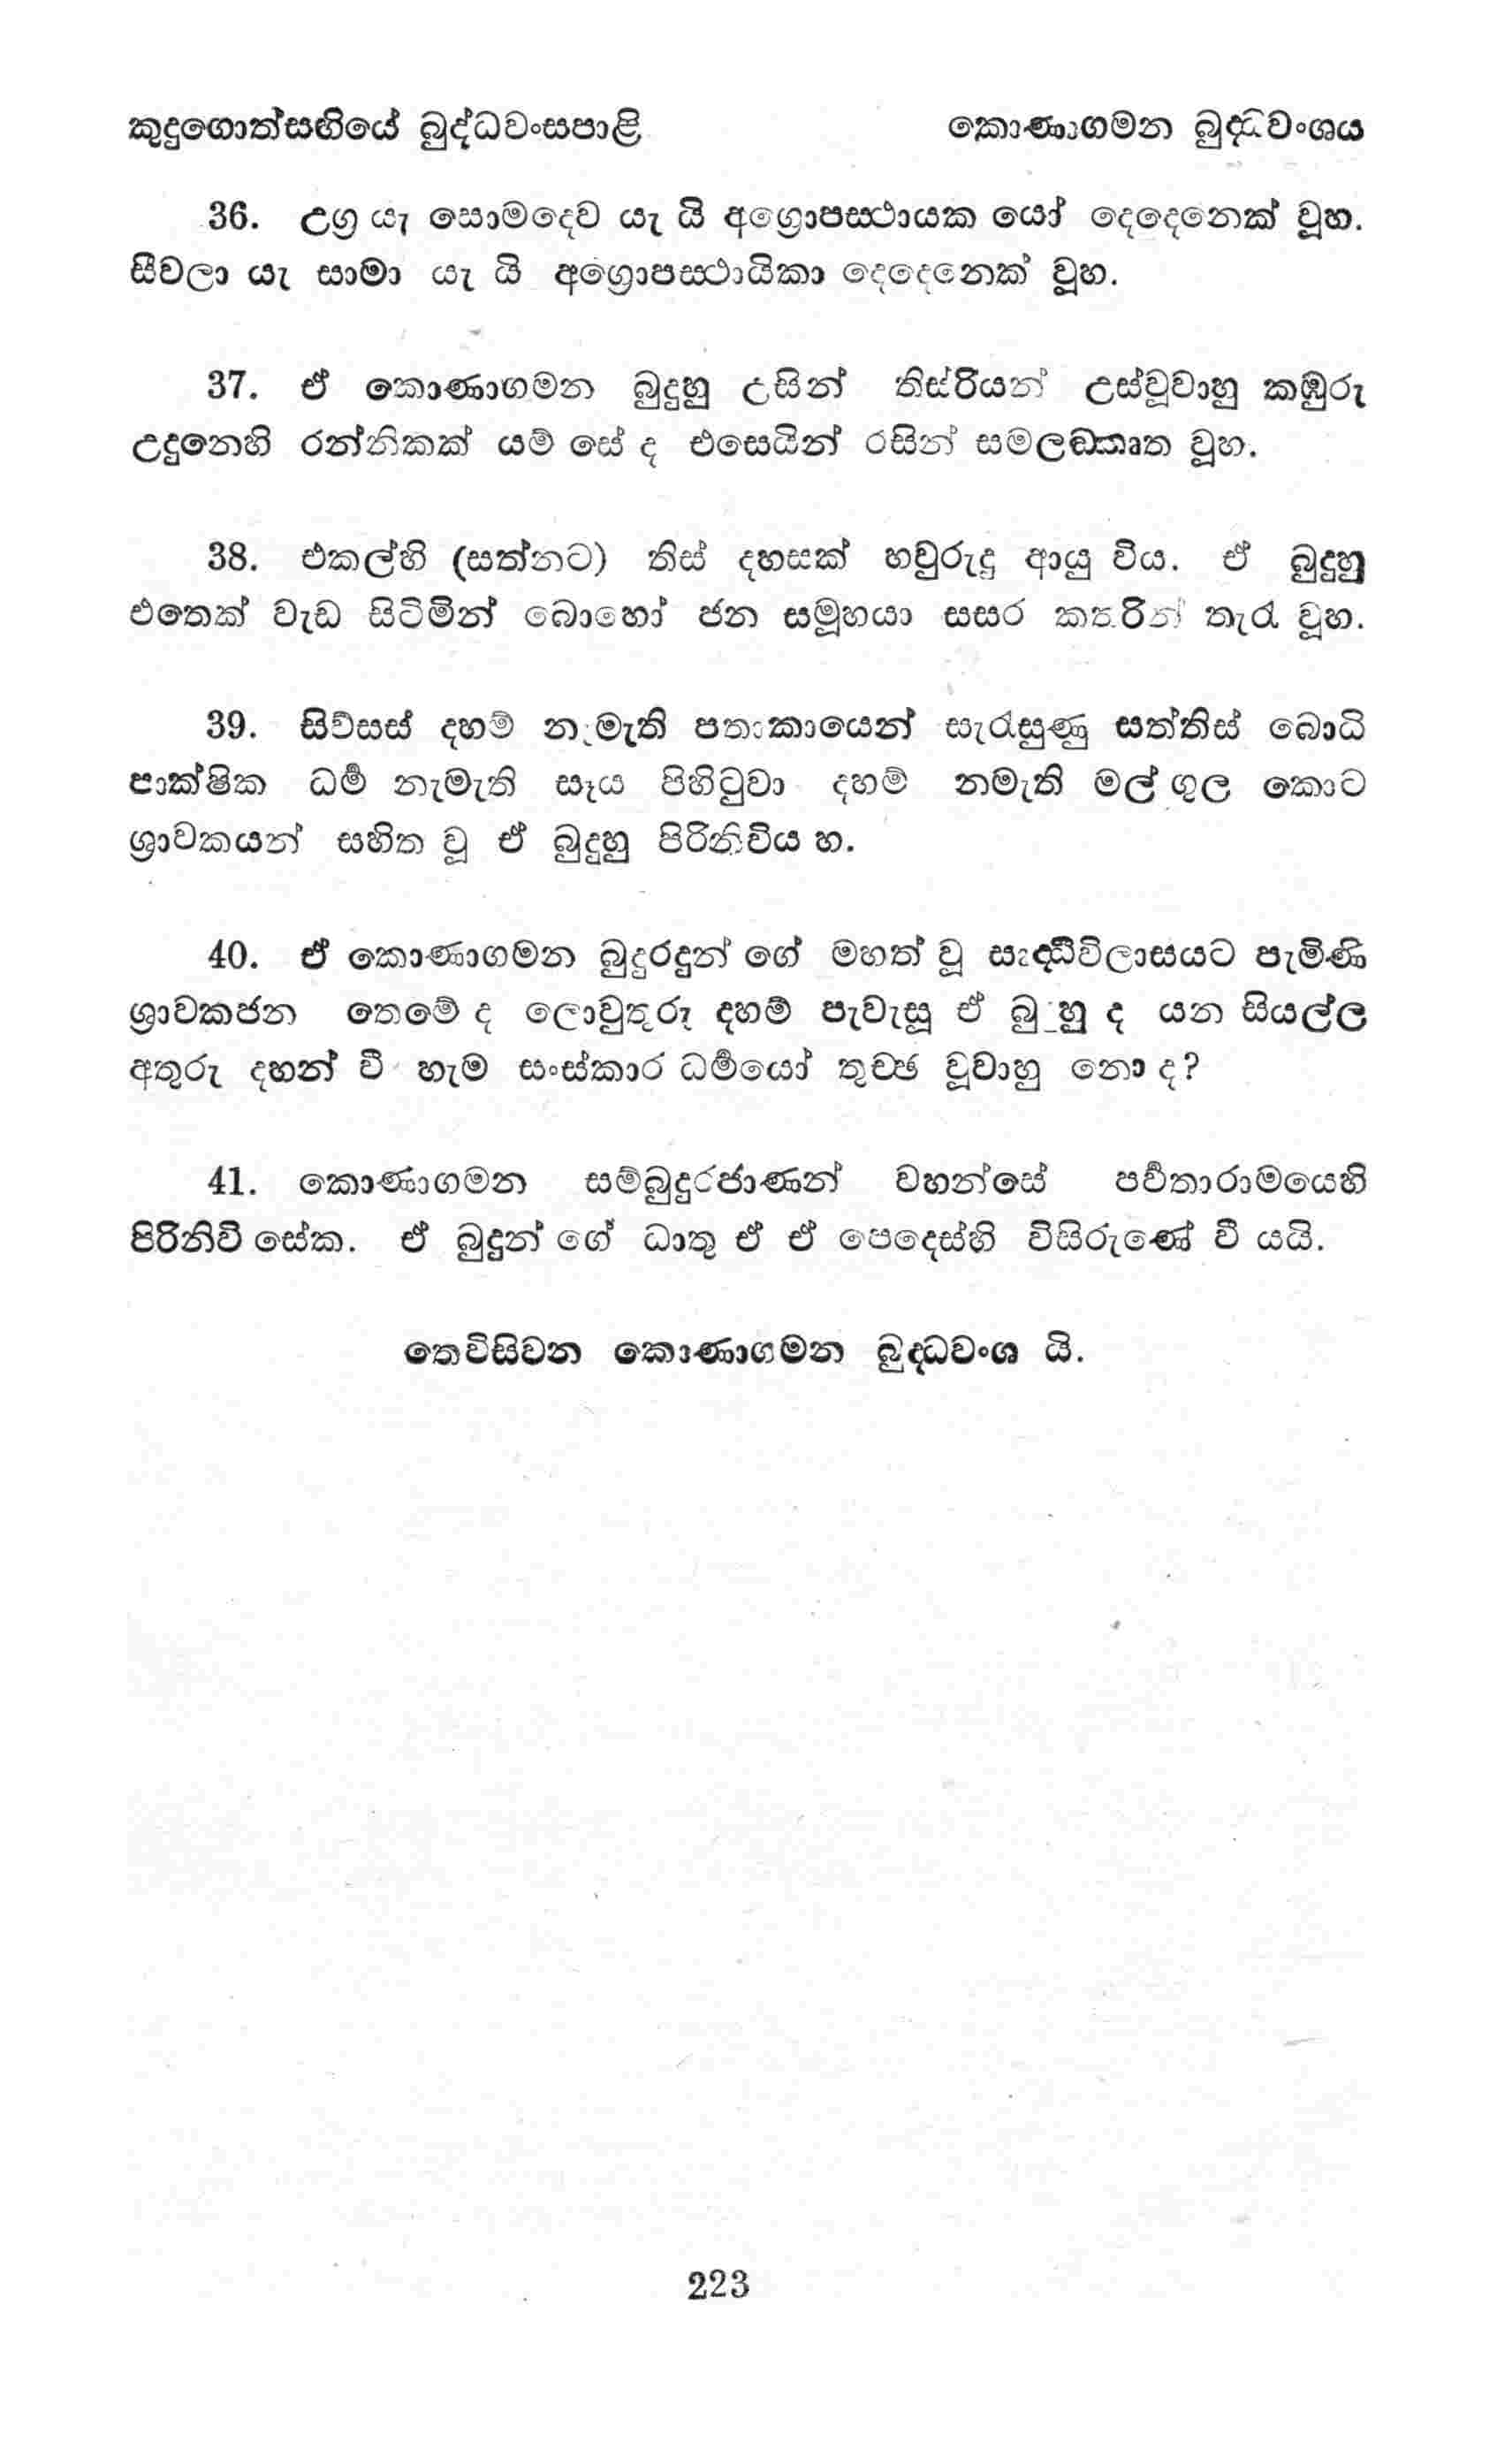 කුදුගොත්සඟියේ බුද්ධවංසපාළි කොණාගමන බුද්ධවංශය
36. උග්‍ර යැ සොමදෙව යැ යි අග්‍රොපස්ථායක යෝ දෙදෙනෙක් වූහ.
සීවලා යැ සාමා යැ යි අග්‍රොපස්ථායිකා දෙදෙනෙක් වූහ.
37. ඒ කොණාගමන බුදුහු උසින් තිස්රියන් උස්වූවාහු කඹුරු
උදුනෙහි රන්නිකක් යම් සේ ද එසෙයින් රසින් සමලඞ්කෘත වූහ.
38. එකල්හි (සත්නට) තිස් දහසක් හවුරුදු ආයු විය. ඒ බුදුහු
එතෙක් වැඩ සිටිමින් බොහෝ ජන සමූහයා සසර කතරින් තැරැ වූහ.
39. සිව්සස් දහම් නැමැති පතාකායෙන් සැරැසුණු සත්තිස් බොධි
පාක්ෂික ධර්‍ම නැමැති සෑය පිහිටුවා දහම් නමැති මල් ගුල කොට
ශ්‍රාවකයන් සහිත වූ ඒ බුදුහු පිරිනිවිය හ.
40. ඒ කොණාගමන බුදුරදුන් ගේ මහත් වූ සෘද්ධිවිලාසයට පැමිණි
ශ්‍රාවකජන තෙමේ ද ලොවුතුරු දහම් පැවැසූ ඒ ද යන සියල්ල
අතුරු දහන් වී හැම සංස්කාර ධර්‍මයෝ තුච්ඡ වූවාහු නො ද?
41. කොණාගමන සම්බුදුරජාණන් වහන්සේ පර්‍වතාරාමයෙහි
පිරිනිවි සේක. ඒ බුදුන් ගේ ධාතු ඒ ඒ පෙදෙස්හි විසිරුණේ වී යයි.
තෙවිසිවන කොණාගමන බුද්ධවංශ යි.
223